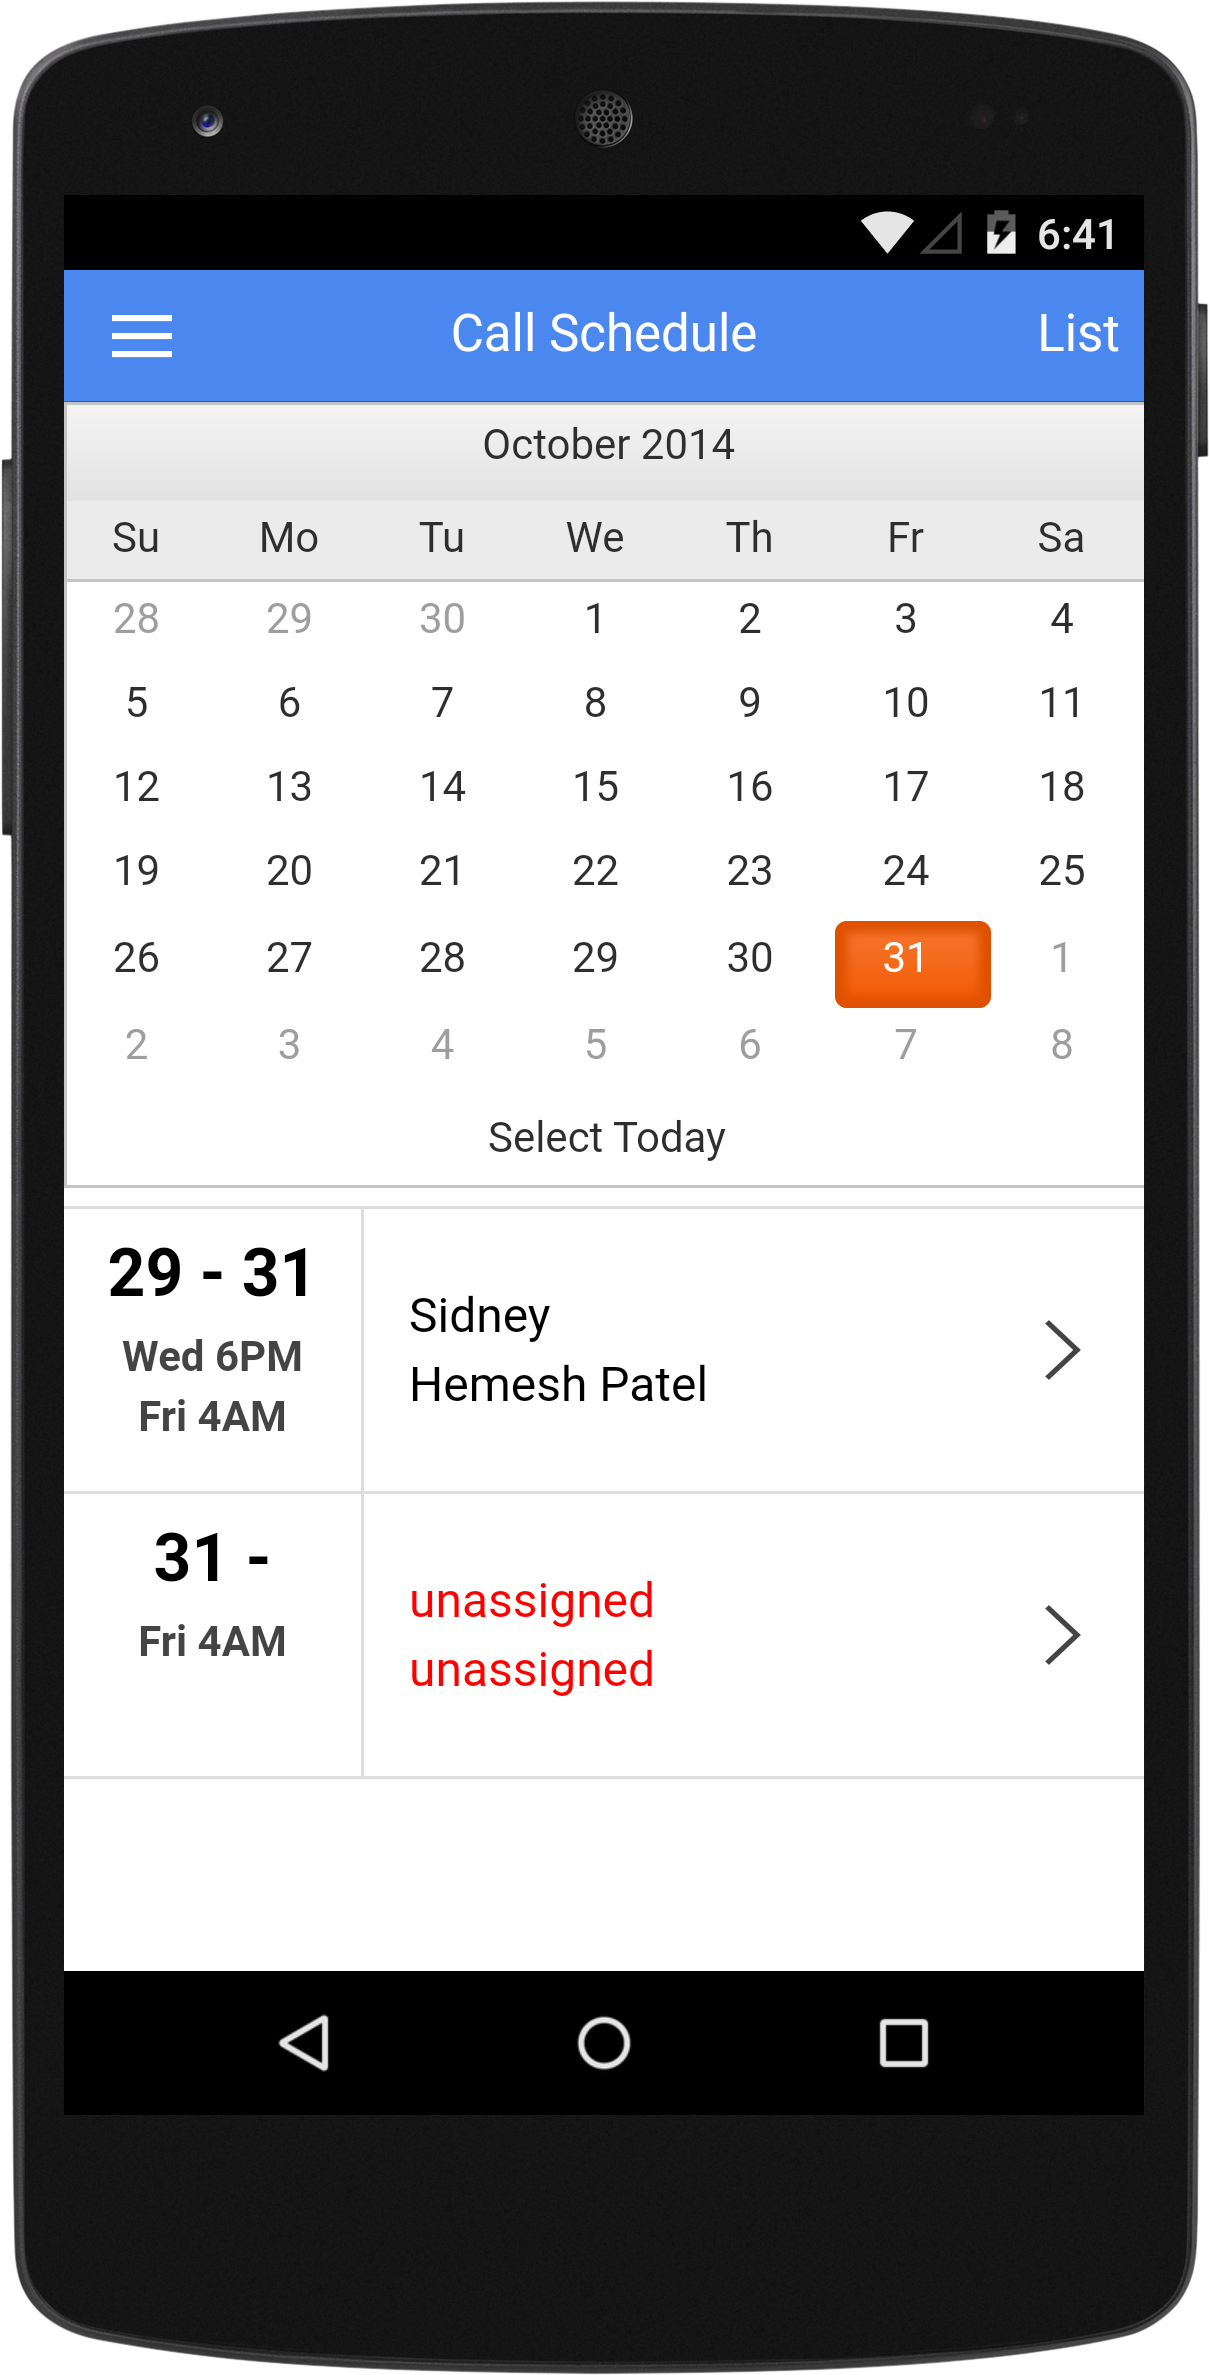 6:41
Call Schedule List
October 2014
Su Mo Tu We Th Fr Sa
28 29 30 1 2 3 4
5 6 7 8 9 10 11
12 13 14 15 16 17 18
19 20 21 22 23 24 25
26 27 28 29 30 31 1
2 3 4 5 6 7 8
Select Today
29 - 31
Wed 6PM
Fri 4AM
Sidney
Hemesh Patel
31 -
Fri 4AM
unassigned
unassigned